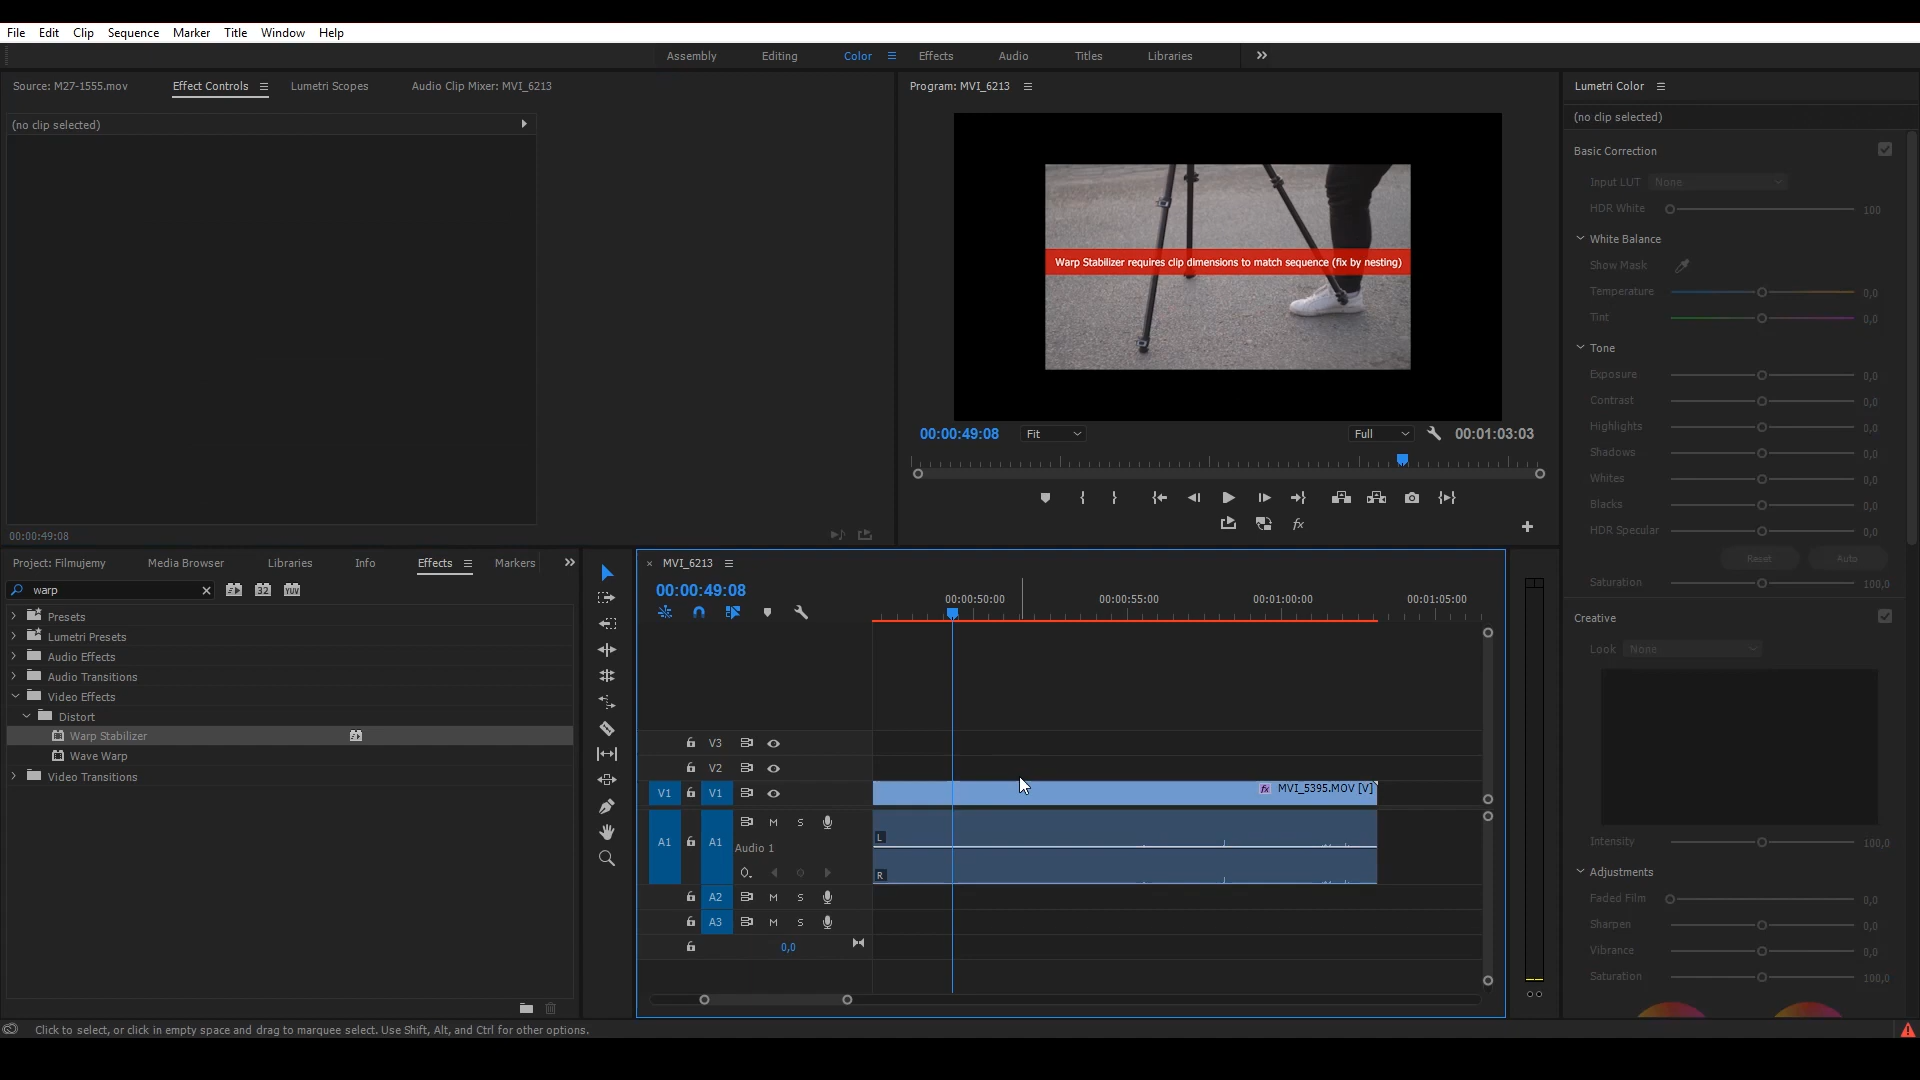 File Edit Clip Sequence Marker Title Window Help
Assembly Editing Color Effects Audio Titles Libraries
Source: M27-1555.mov Effect Controls Lumetri Scopes Audio Clip Mixer: MVI_6213
(no clip selected)
00:00:49:08
Program: MVI_6213
Warp Stabilizer requires clip dimensions to match sequence (fix by nesting)
00:00:49:08 Fit Full 00:01:03:03
fx
Lumetri Color
(no clip selected)
Basic Correction
Input LUT None
HDR White 100
White Balance
Show Mask
Temperature 0,0
Tint 0,0
Tone
Exposure 0,0
Contrast 0,0
Highlights 0,0
Shadows 0,0
Whites 0,0
Blacks 0,0
HDR Specular 0,0
Reset Auto
Saturation 100,0
Creative
Look None
Intensity 100,0
Adjustments
Faded Film 0,0
Sharpen 0,0
Vibrance 0,0
Saturation 100,0
Project: Filmujemy Media Browser Libraries Info Effects Markers
warp 32 YUV
Presets
Lumetri Presets
Audio Effects
Audio Transitions
Video Effects
Distort
Warp Stabilizer
Wave Warp
Video Transitions
× MVI_6213
00:00:49:08
00:00:50:00 00:00:55:00 00:01:00:00 00:01:05:00
V3
V2
V1 V1 fx MVI_5395.MOV [V]
A1 A1 M S L
Audio 1
R
A2 M S
A3 M S
0,0
Click to select, or click in empty space and drag to marquee select. Use Shift, Alt, and Ctrl for other options.